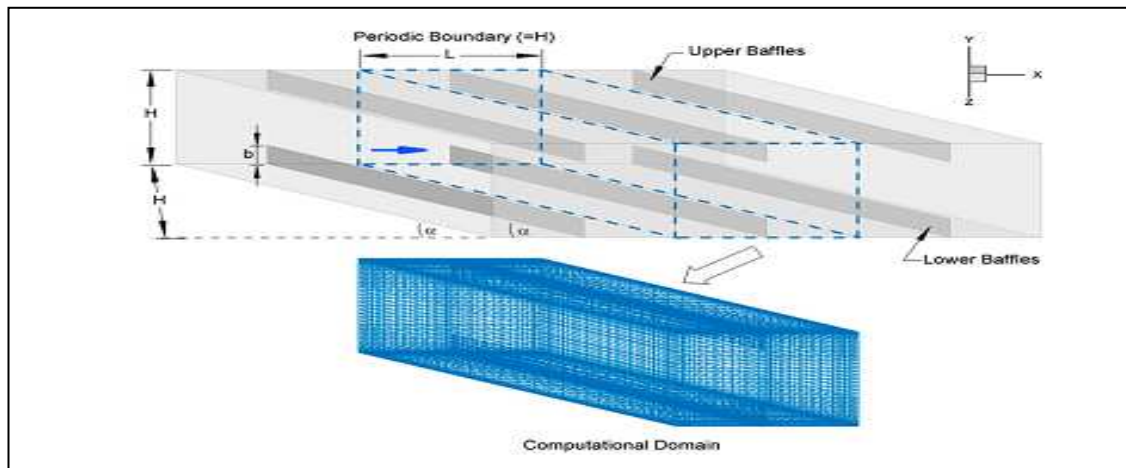 Periodic Boundary (=H)
L
Upper Baffles
Y
X
Z
H
b
H
α
α
Lower Baffles
Computational Domain